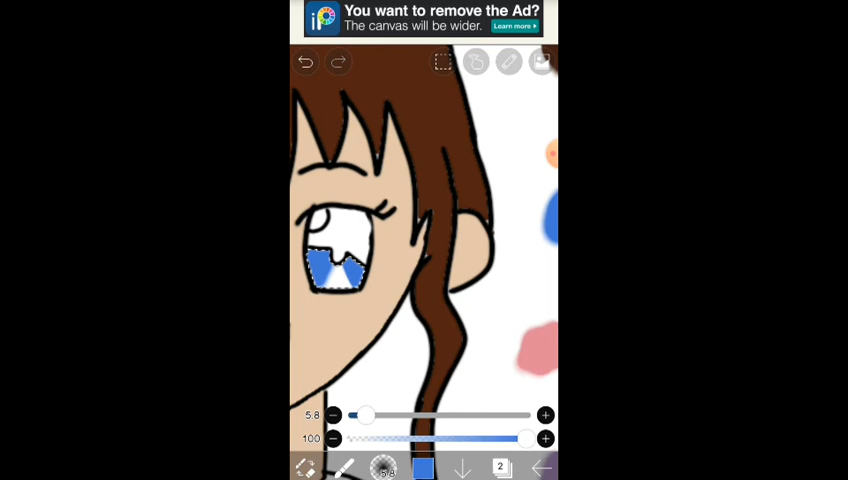 iP
You want to remove the Ad?
The canvas will be wider.
Learn more
5.8
100
5.8
2